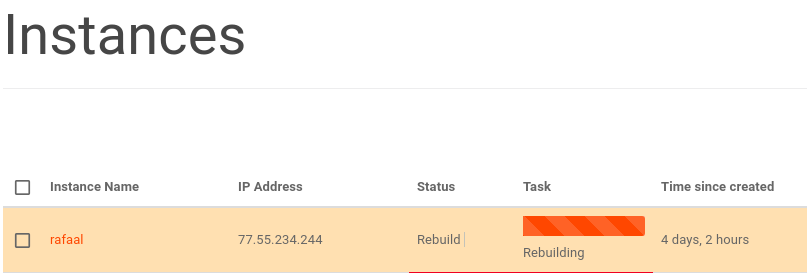 Instances
Instance Name IP Address Status Task Time since created
rafaal 77.55.234.244 Rebuild Rebuilding 4 days, 2 hours